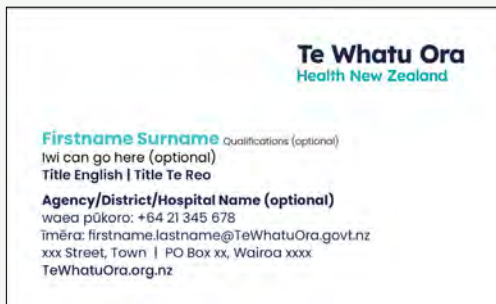 Te Whatu Ora
Health New Zealand
Firstname Surname Qualifications (optional)
Iwi can go here (optional)
Title English | Title Te Reo
Agency/District/Hospital Name (optional)
waea pūkoro: +64 21 345 678
īmēra: firstname.lastname@TeWhatuOra.govt.nz
xxx Street, Town | PO Box xx, Wairoa xxxx
TeWhatuOra.org.nz